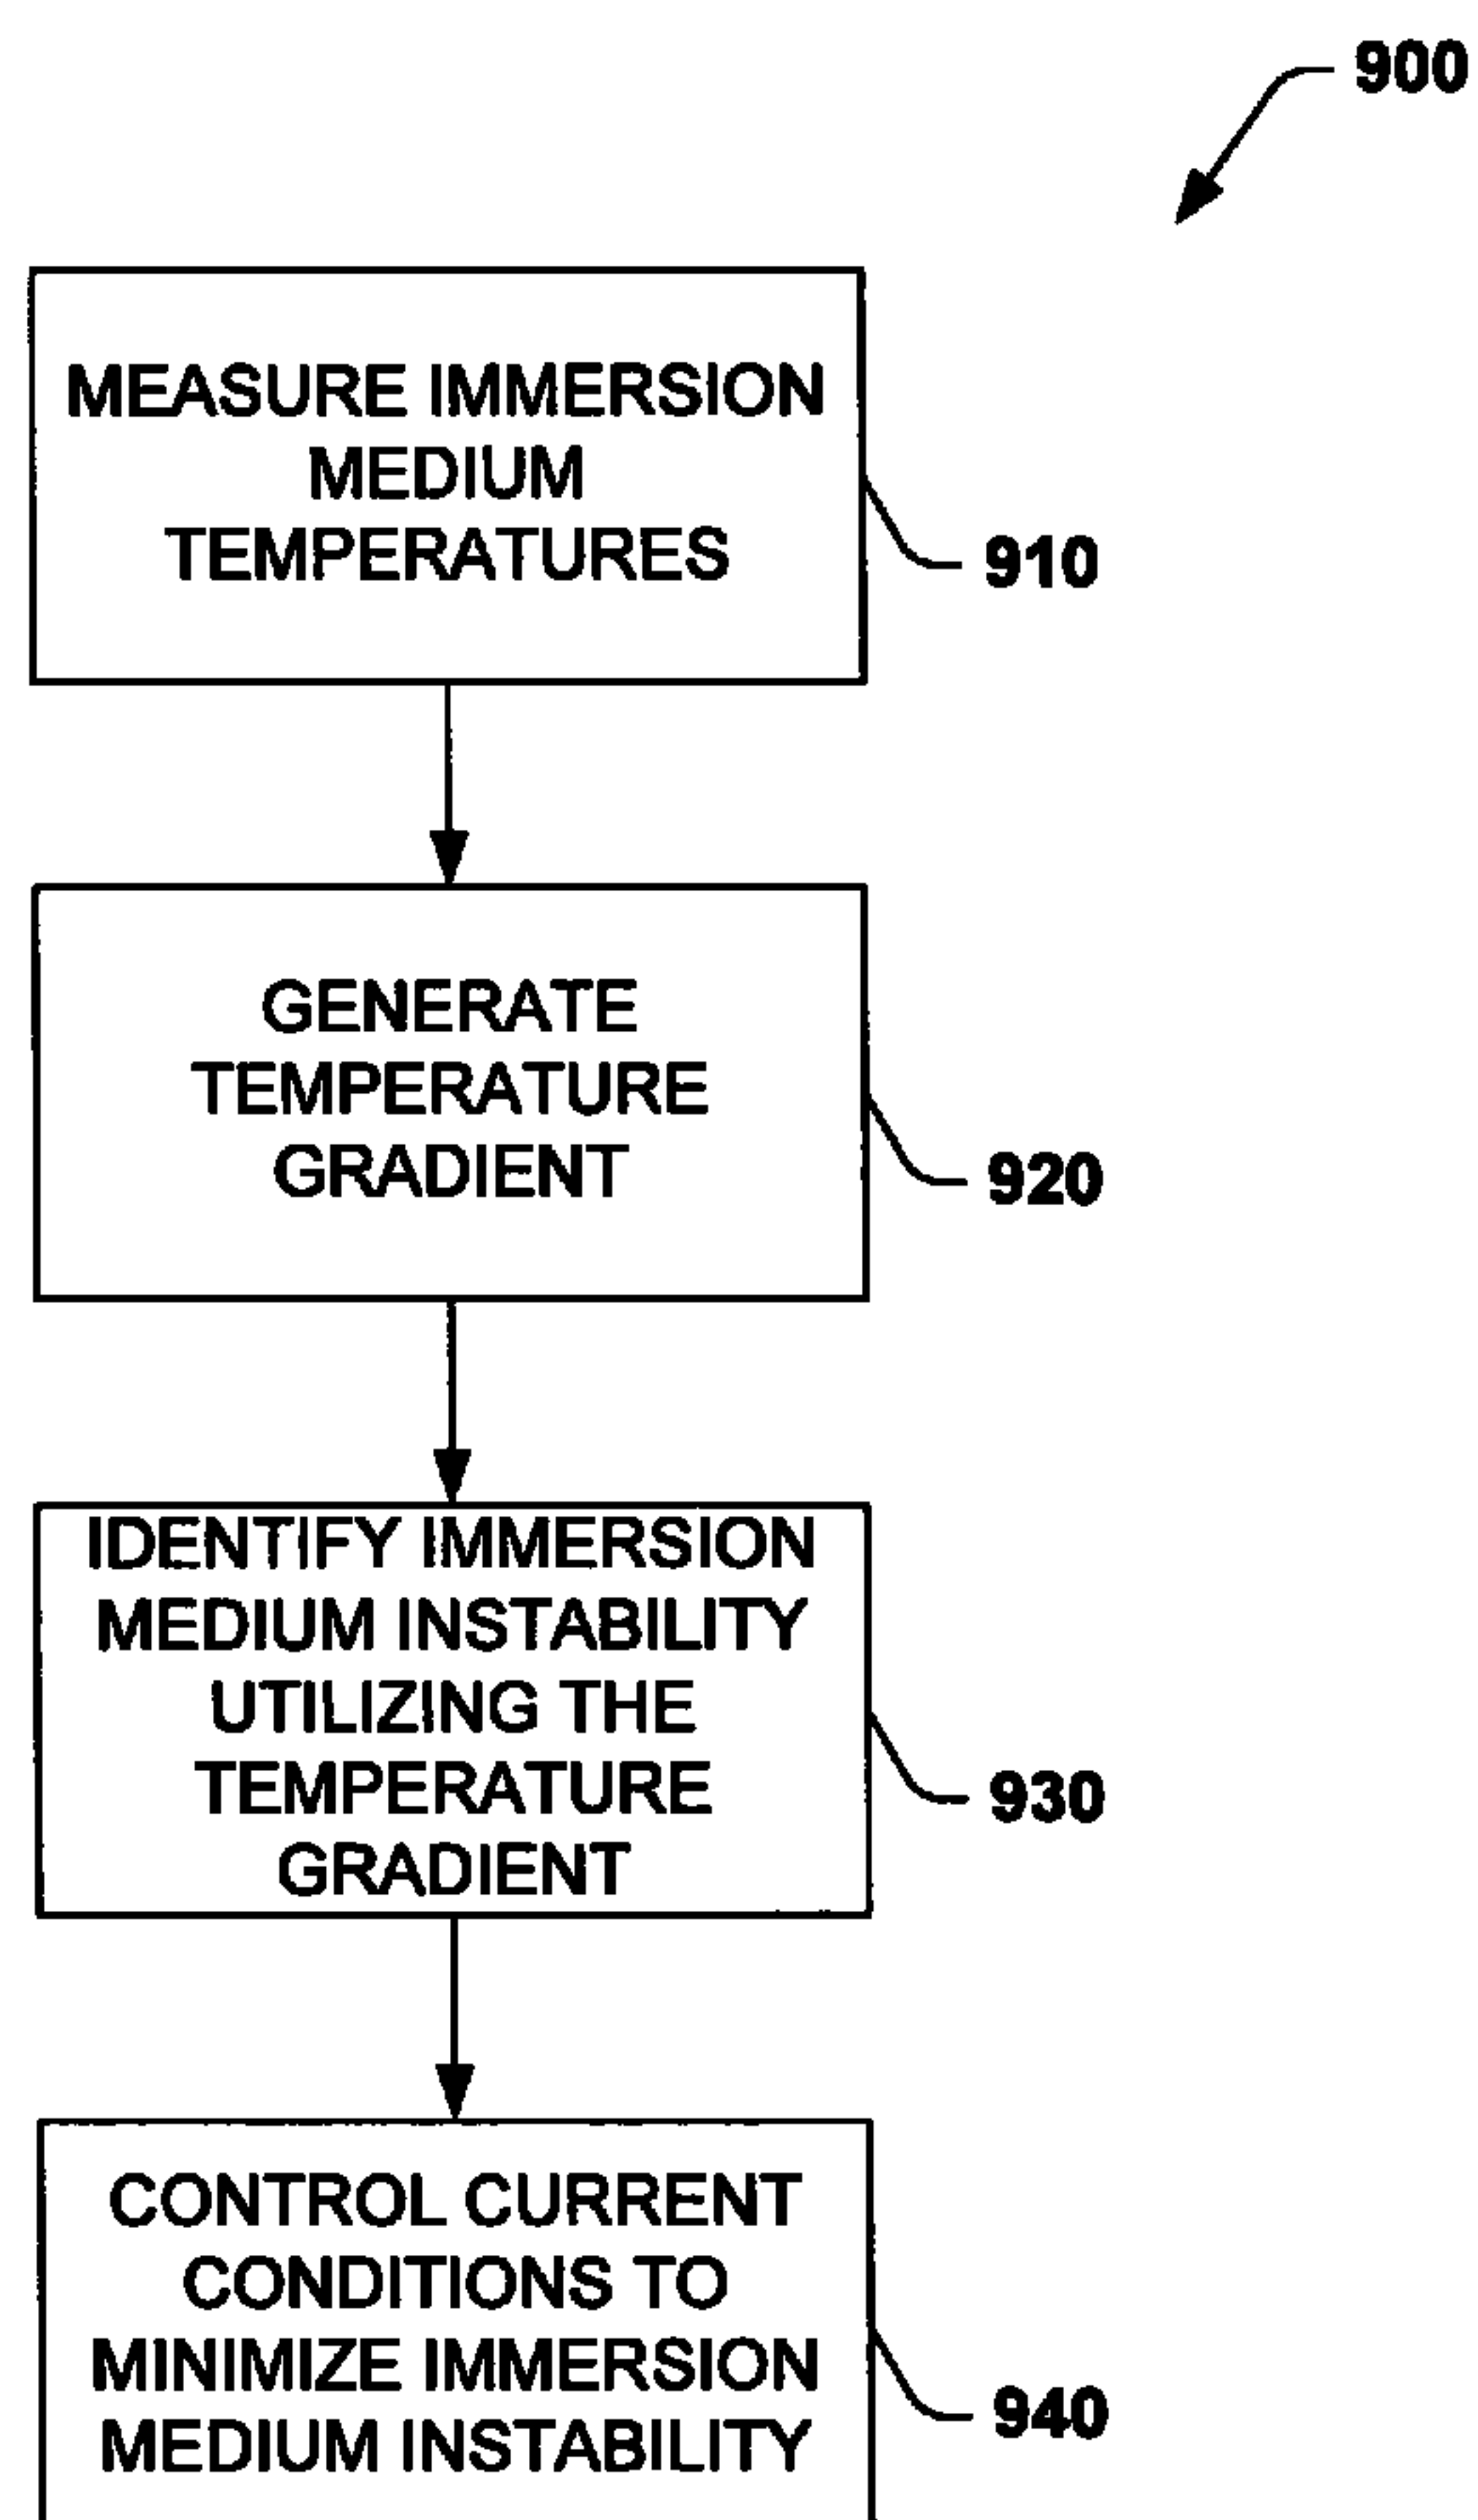 900
MEASURE IMMERSION
MEDIUM
TEMPERATURES
910
GENERATE
TEMPERATURE
GRADIENT
920
IDENTIFY IMMERSION
MEDIUM INSTABILITY
UTILIZING THE
TEMPERATURE
GRADIENT
930
CONTROL CURRENT
CONDITIONS TO
MINIMIZE IMMERSION
MEDIUM INSTABILITY
940